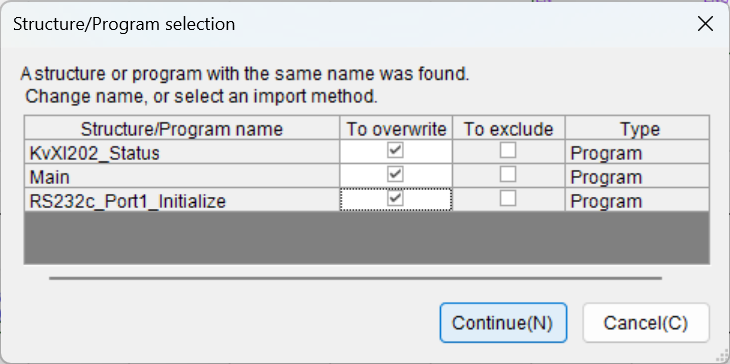 Structure/Program selection
A structure or program with the same name was found.
Change name, or select an import method.
Structure/Program name To overwrite To exclude Type
KvXl202_Status Program
Main Program
RS232c_Port1_Initialize Program
Continue(N) Cancel(C)